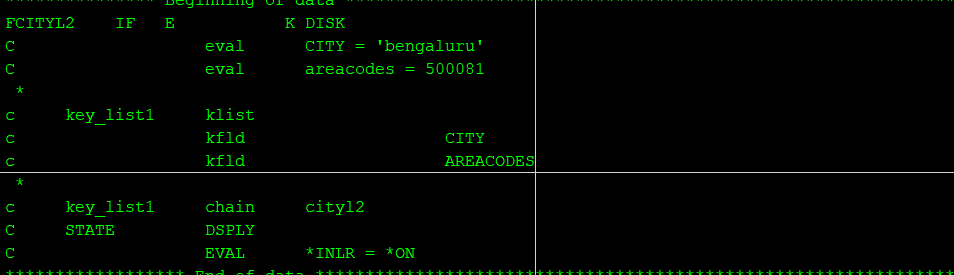 *************** Beginning of data *************************************************************
FCITYL2    IF   E           K DISK
C                   eval      CITY = 'bengaluru'
C                   eval      areacodes = 500081
 *
c     key_list1     klist
c                   kfld                    CITY
c                   kfld                    AREACODES
 *
c     key_list1     chain     cityl2
C     STATE         DSPLY
C                   EVAL      *INLR = *ON
****************** End of data ****************************************************************